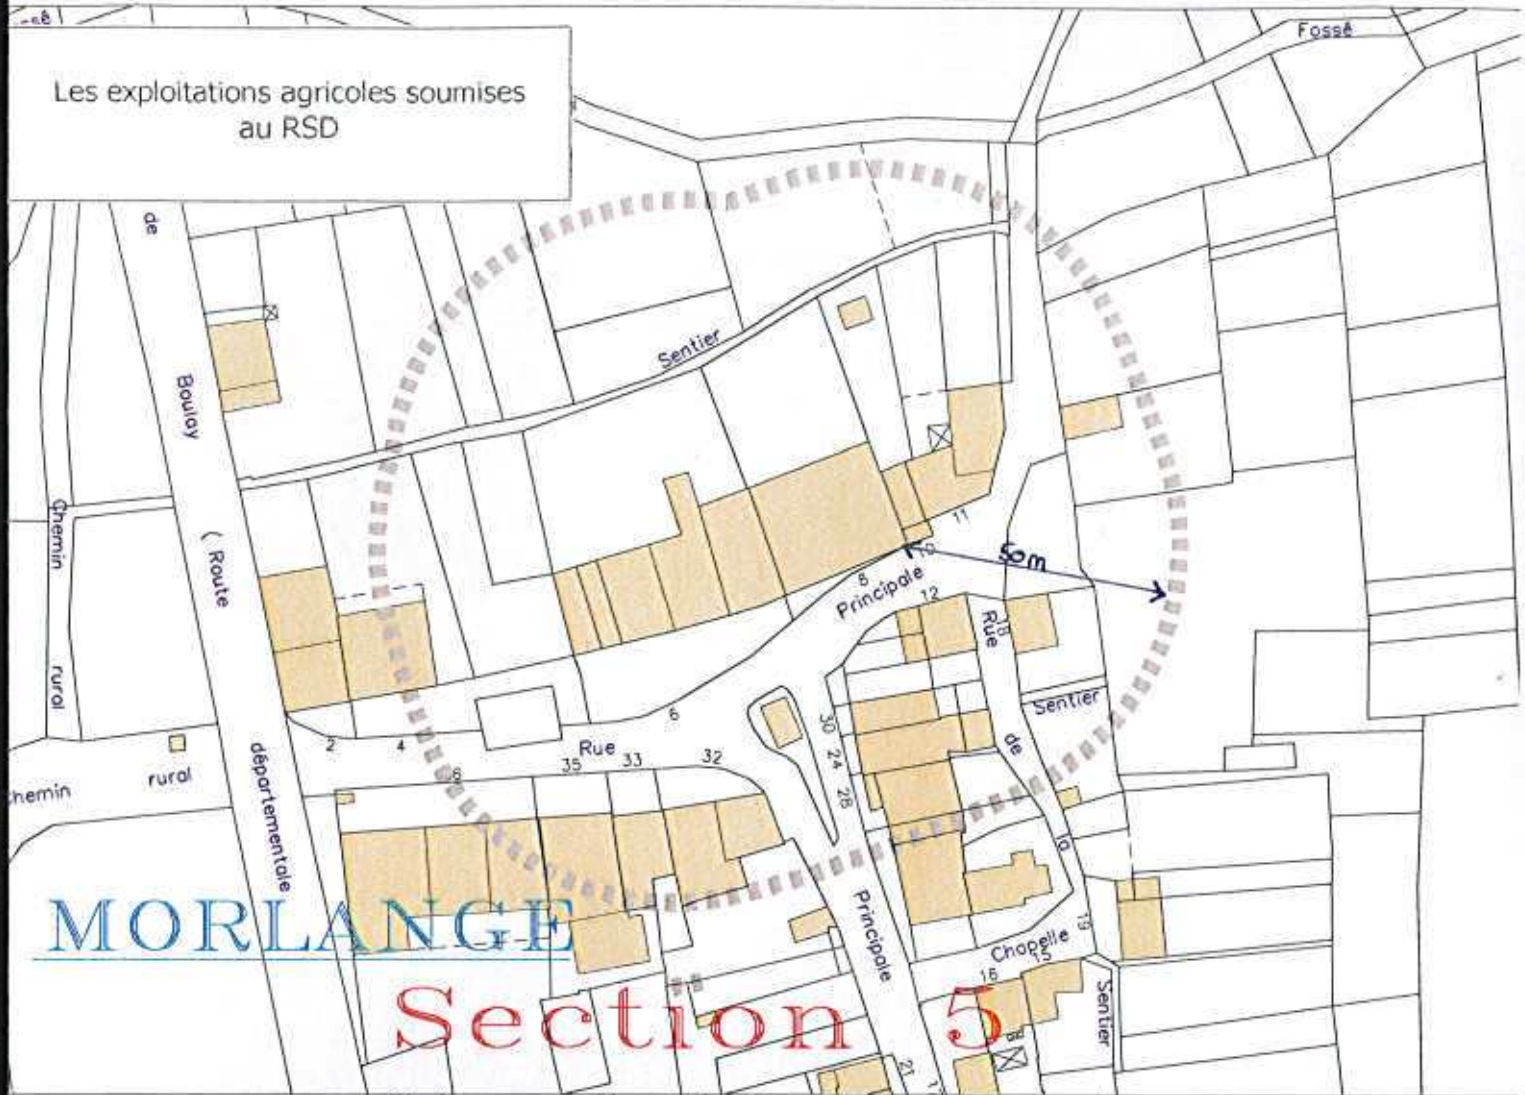 Fossé
Les exploitations agricoles soumises
au RSD
de
Boulay
( Route
départementale
Sentier
Chemin
rural
chemin
rural
11
10
50m
8
Principale
12
Rue
18
Sentier
de
la
2
4
6
Rue
6
35
33
32
30
24
28
Principale
MORLANGE
Section 5
Chapelle
19
15
16
Sentier
21